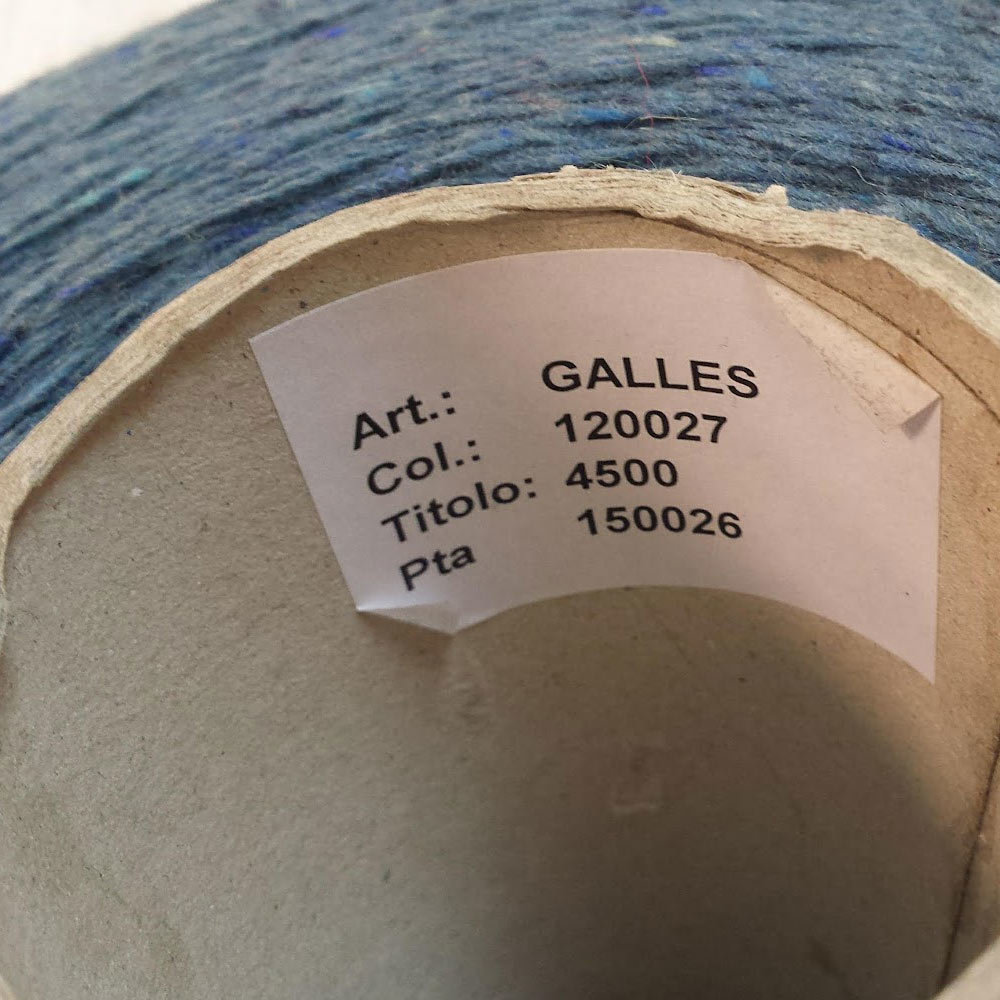 Art.: GALLES
Col.: 120027
Titolo: 4500
Pta 150026